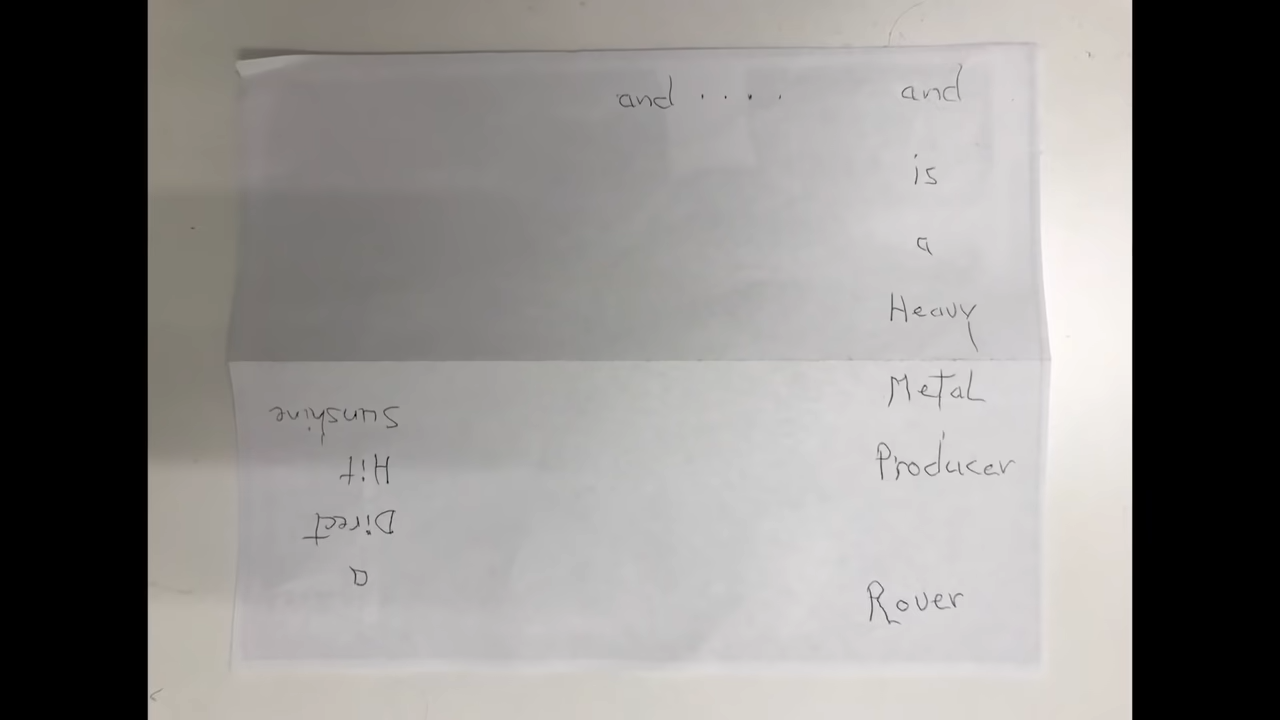 and . . . . and
is
a
Heavy
Metal
Producer
Rover
a
Direct
Hit
Sunshine